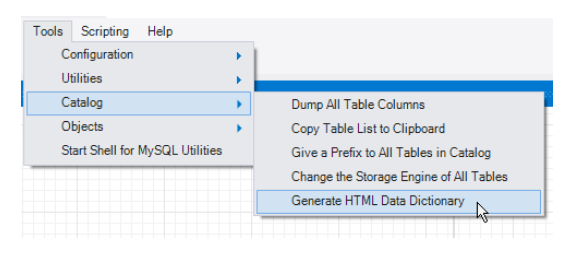 Tools Scripting Help
Configuration
Utilities
Catalog
Objects
Start Shell for MySQL Utilities
Dump All Table Columns
Copy Table List to Clipboard
Give a Prefix to All Tables in Catalog
Change the Storage Engine of All Tables
Generate HTML Data Dictionary